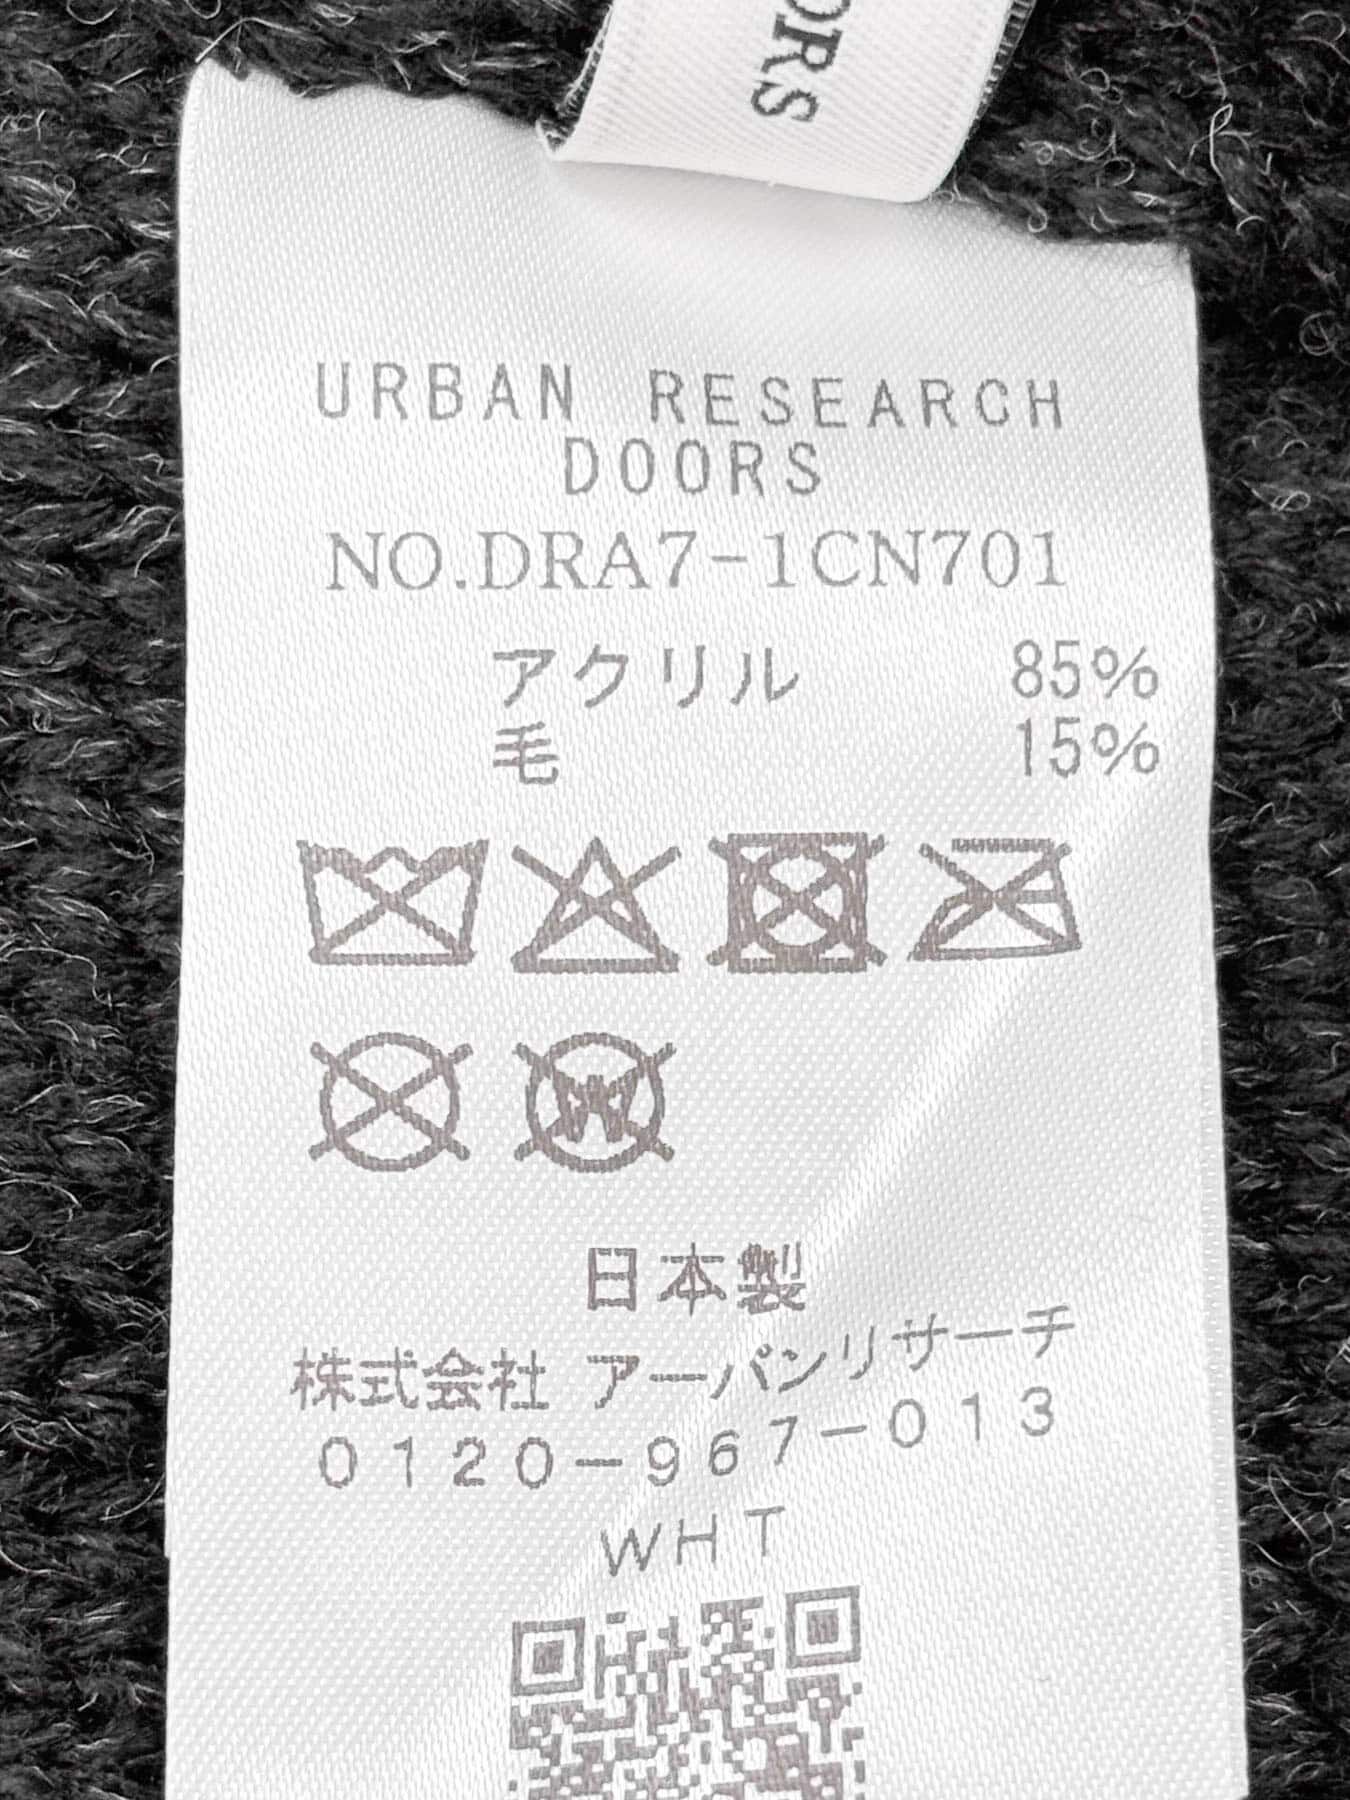 ORS
URBAN RESEARCH
DOORS
NO.DRA7-1CN701
アクリル 85%
毛 15%
W
日本製
株式会社 アーバンリサーチ
0120-967-013
WHT